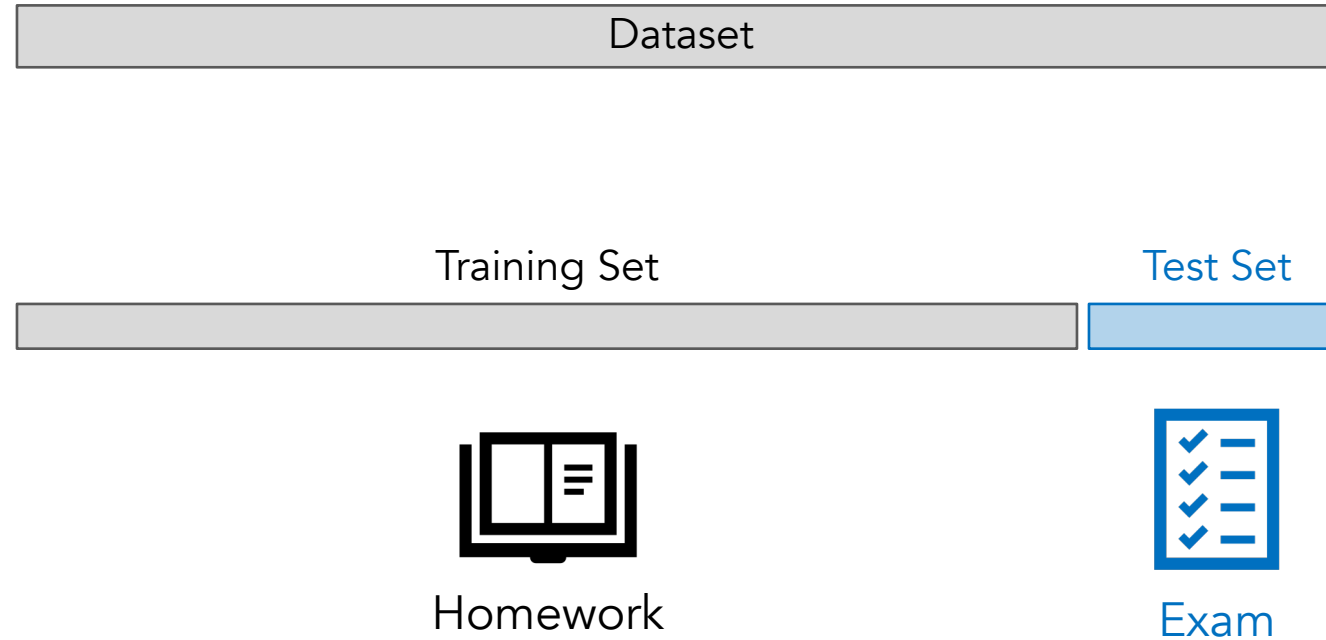 Dataset
Training Set
Test Set
Homework
Exam